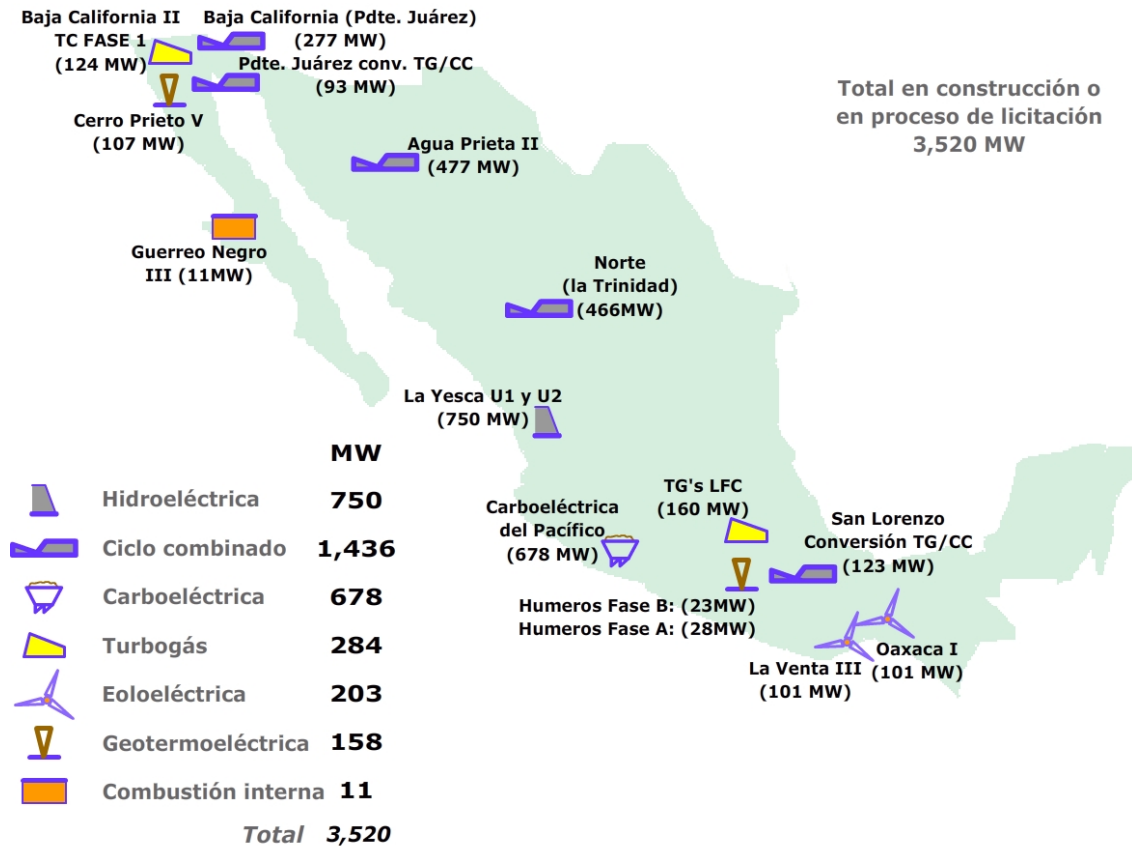 Baja California II
TC FASE 1
(124 MW)
Baja California (Pdte. Juárez)
(277 MW)
Pdte. Juárez conv. TG/CC
(93 MW)
Cerro Prieto V
(107 MW)
Total en construcción o
en proceso de licitación
3,520 MW
Agua Prieta II
(477 MW)
Guerreo Negro
III (11MW)
Norte
(la Trinidad)
(466MW)
La Yesca U1 y U2
(750 MW)
TG's LFC
(160 MW)
Carboeléctrica
del Pacífico
(678 MW)
San Lorenzo
Conversión TG/CC
(123 MW)
Humeros Fase B: (23MW)
Humeros Fase A: (28MW)
Oaxaca I
(101 MW)
La Venta III
(101 MW)
MW
Hidroeléctrica 750
Ciclo combinado 1,436
Carboeléctrica 678
Turbogás 284
Eoloeléctrica 203
Geotermoeléctrica 158
Combustión interna 11
Total 3,520